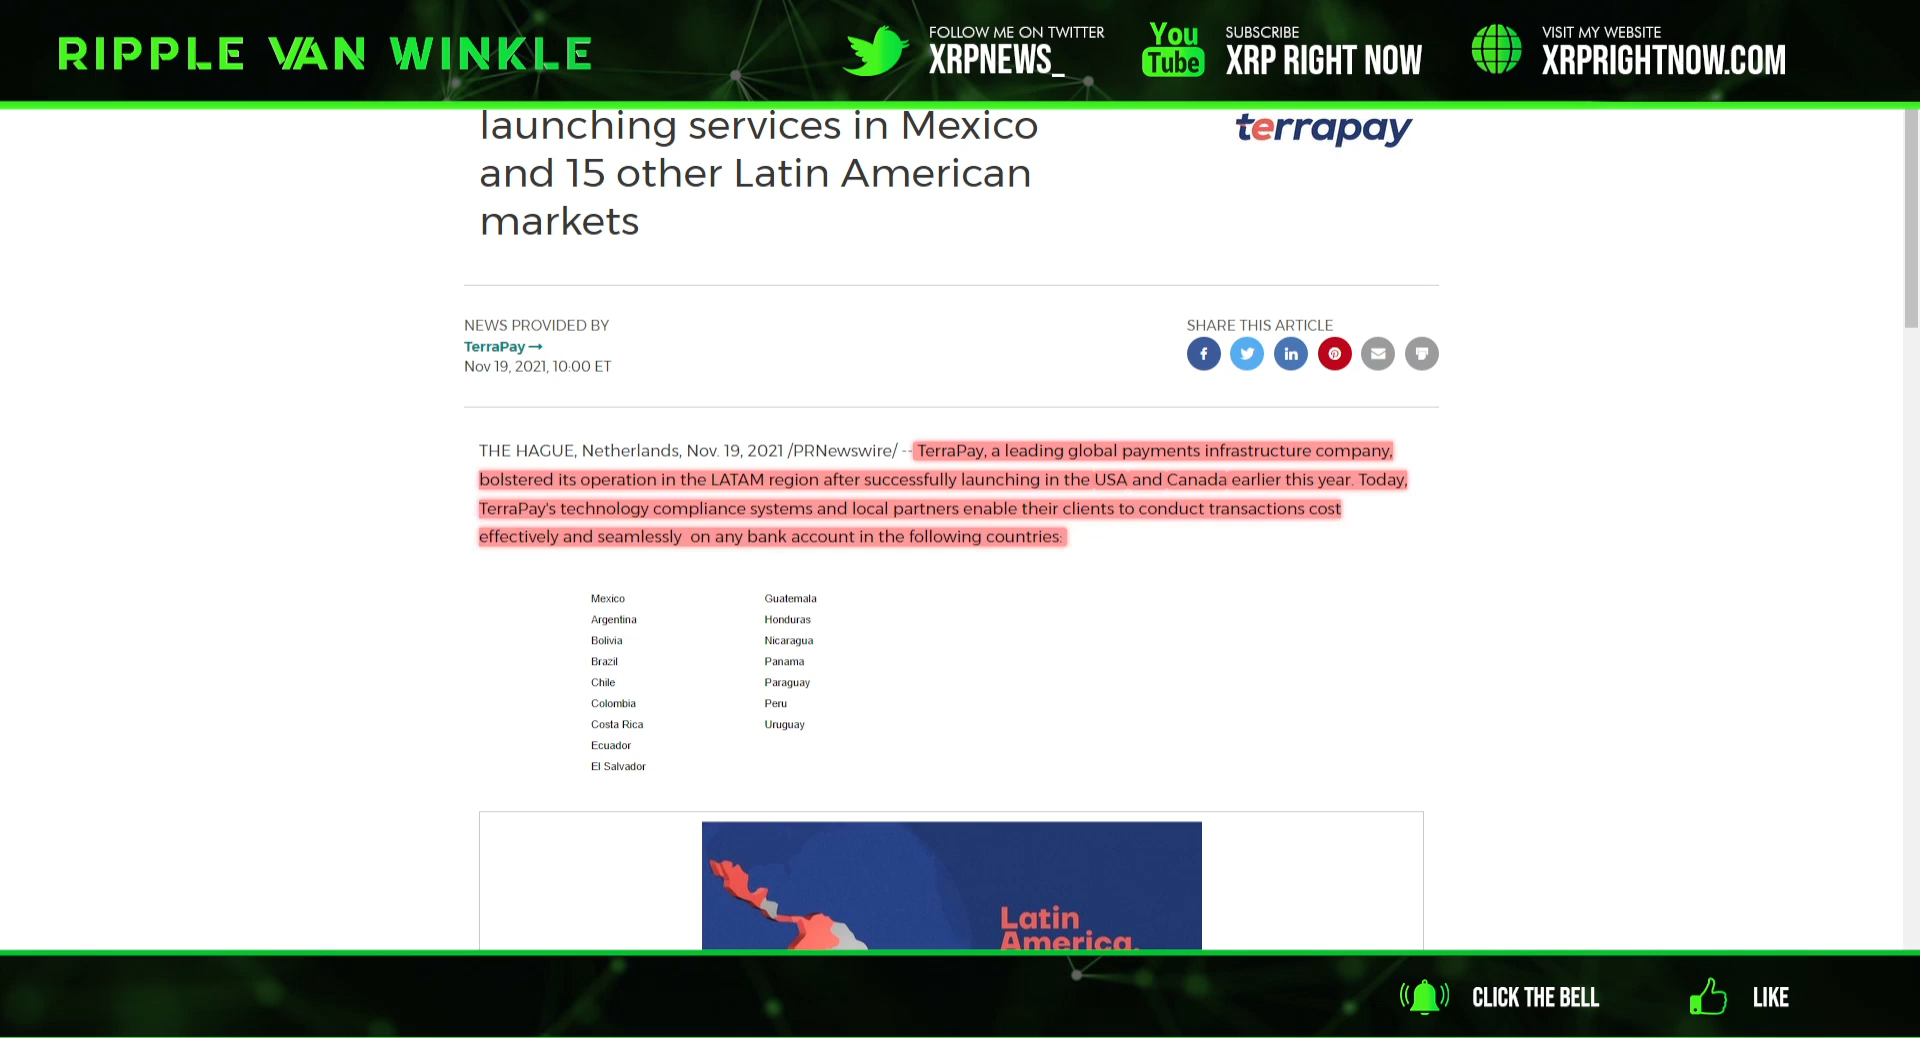 RIPPLE VAN WINKLE
FOLLOW ME ON TWITTER
XRPNEWS_
You
Tube
SUBSCRIBE
XRP RIGHT NOW
VISIT MY WEBSITE
XRPRIGHTNOW.COM
launching services in Mexico
and 15 other Latin American
markets
terrapay
NEWS PROVIDED BY
TerraPay →
Nov 19, 2021, 10:00 ET
SHARE THIS ARTICLE
THE HAGUE, Netherlands, Nov. 19, 2021 /PRNewswire/ -- TerraPay, a leading global payments infrastructure company,
bolstered its operation in the LATAM region after successfully launching in the USA and Canada earlier this year. Today,
TerraPay's technology compliance systems and local partners enable their clients to conduct transactions cost
effectively and seamlessly on any bank account in the following countries:
Mexico
Argentina
Bolivia
Brazil
Chile
Colombia
Costa Rica
Ecuador
El Salvador
Guatemala
Honduras
Nicaragua
Panama
Paraguay
Peru
Uruguay
Latin
America.
CLICK THE BELL
LIKE